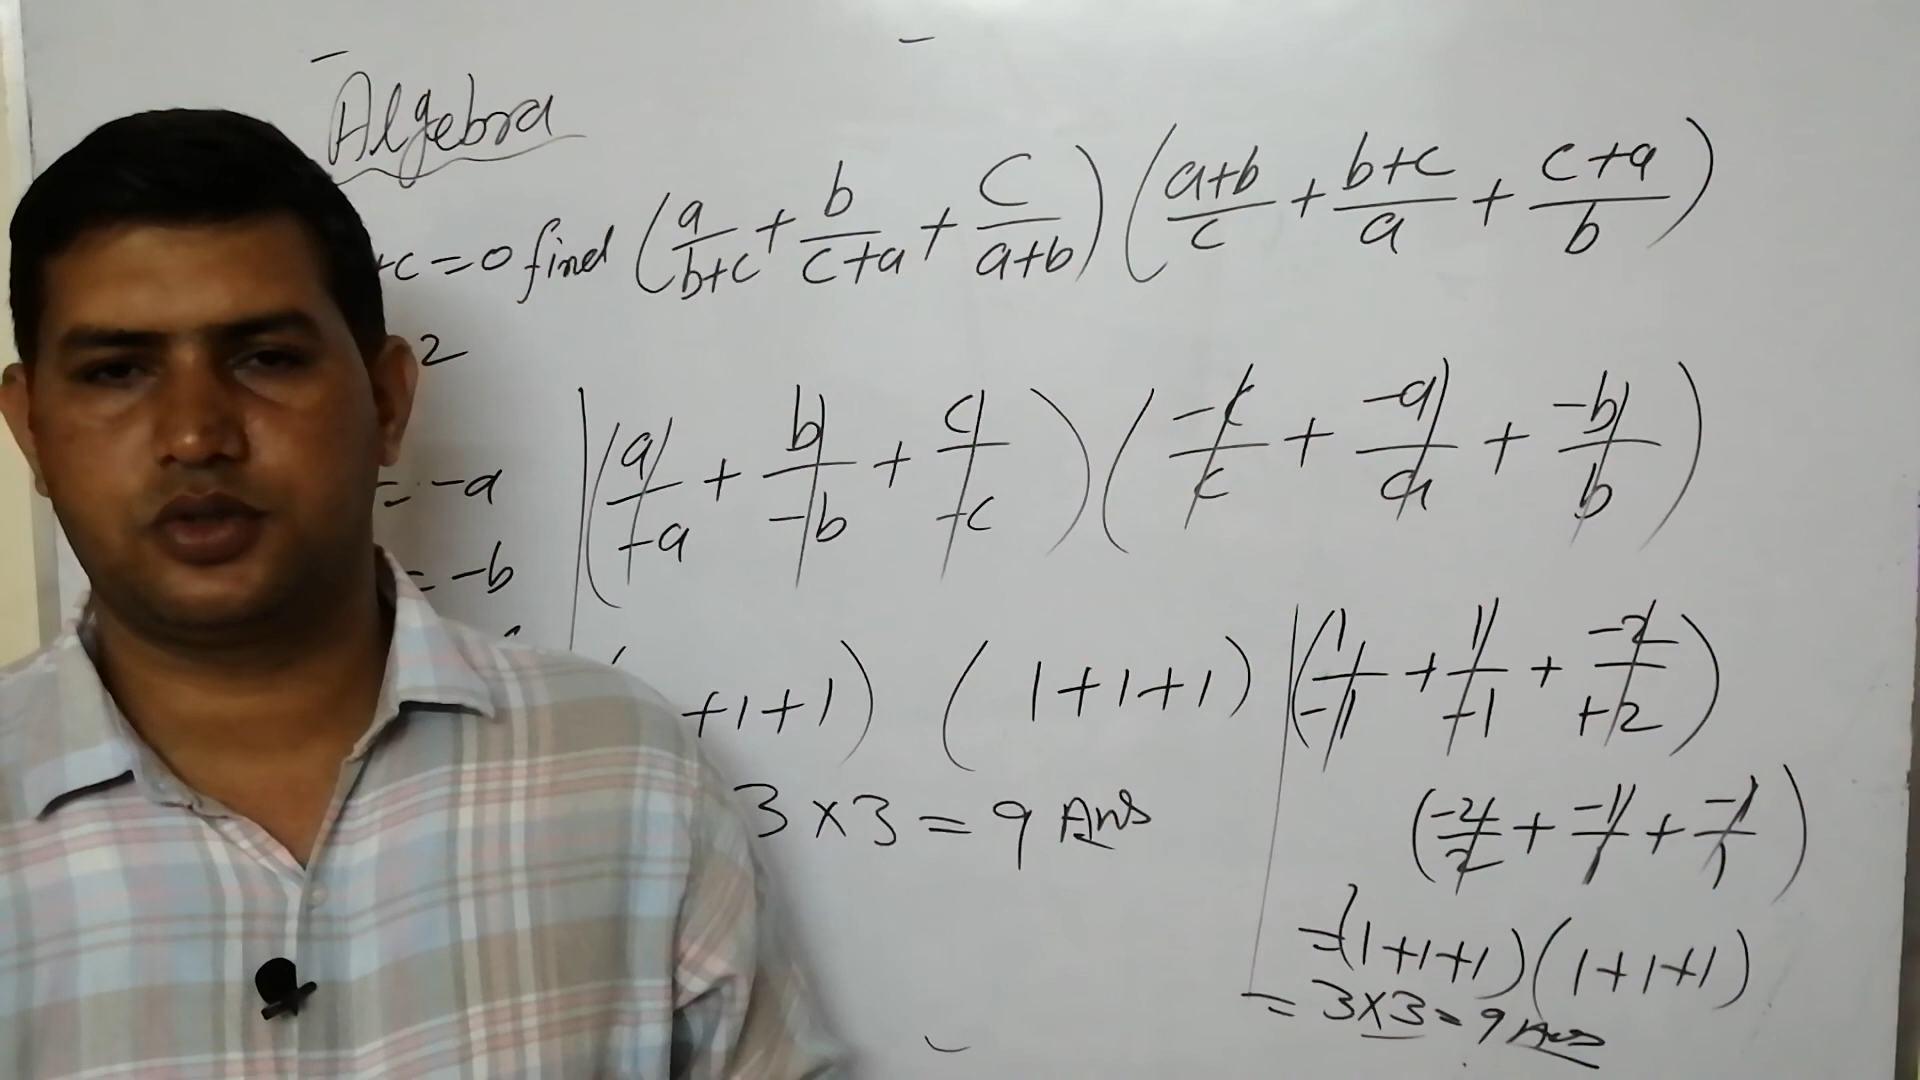 Algebra
+c=0 find (a/b+c + b/c+a + c/a+b) (a+b/c + b+c/a + c+a/b)
2
(a/-a + b/-b + c/-c) (-c/c + -a/a + -b/b)
= -a
= -b
+1+1) (1+1+1)
3×3=9 Ans
(1/-1 + 1/-1 + -2/+2)
(-2/2 + -1/1 + -1/1)
=(1+1+1)(1+1+1)
= 3×3=9 Ans